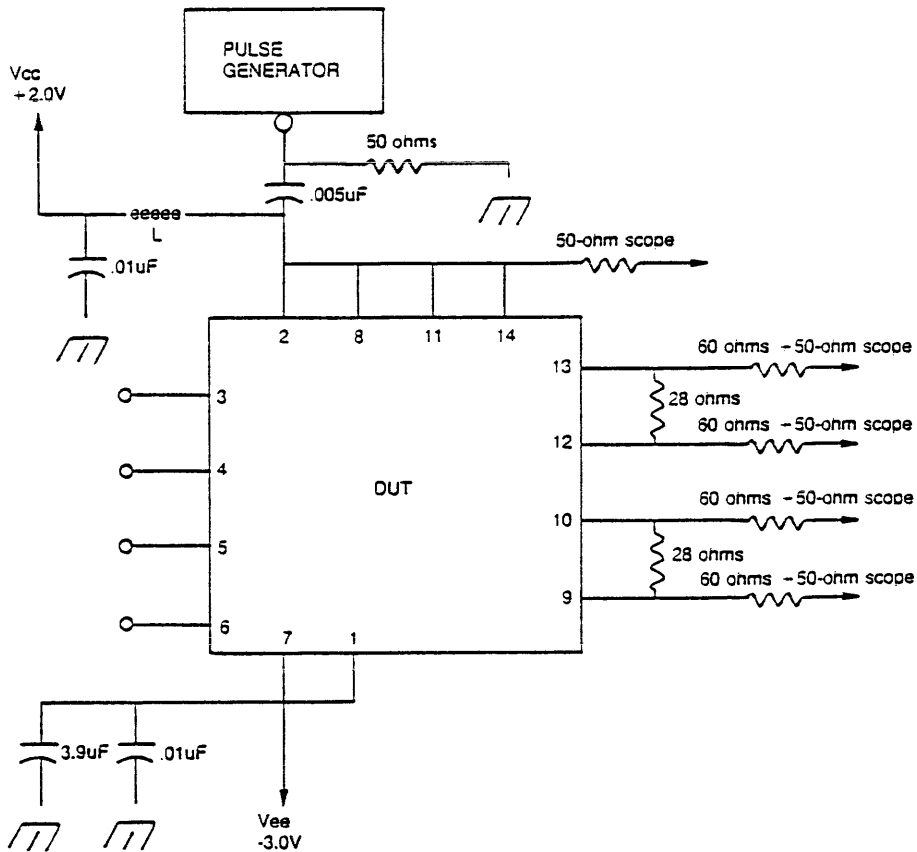 PULSE
GENERATOR
Vcc
+2.0V
50 ohms
.005uF
L
.01uF
50-ohm scope
2
8
11
14
13
60 ohms - 50-ohm scope
28 ohms
3
12
60 ohms - 50-ohm scope
4
DUT
10
60 ohms - 50-ohm scope
5
28 ohms
9
60 ohms - 50-ohm scope
6
7
1
3.9uF
.01uF
Vee
-3.0V